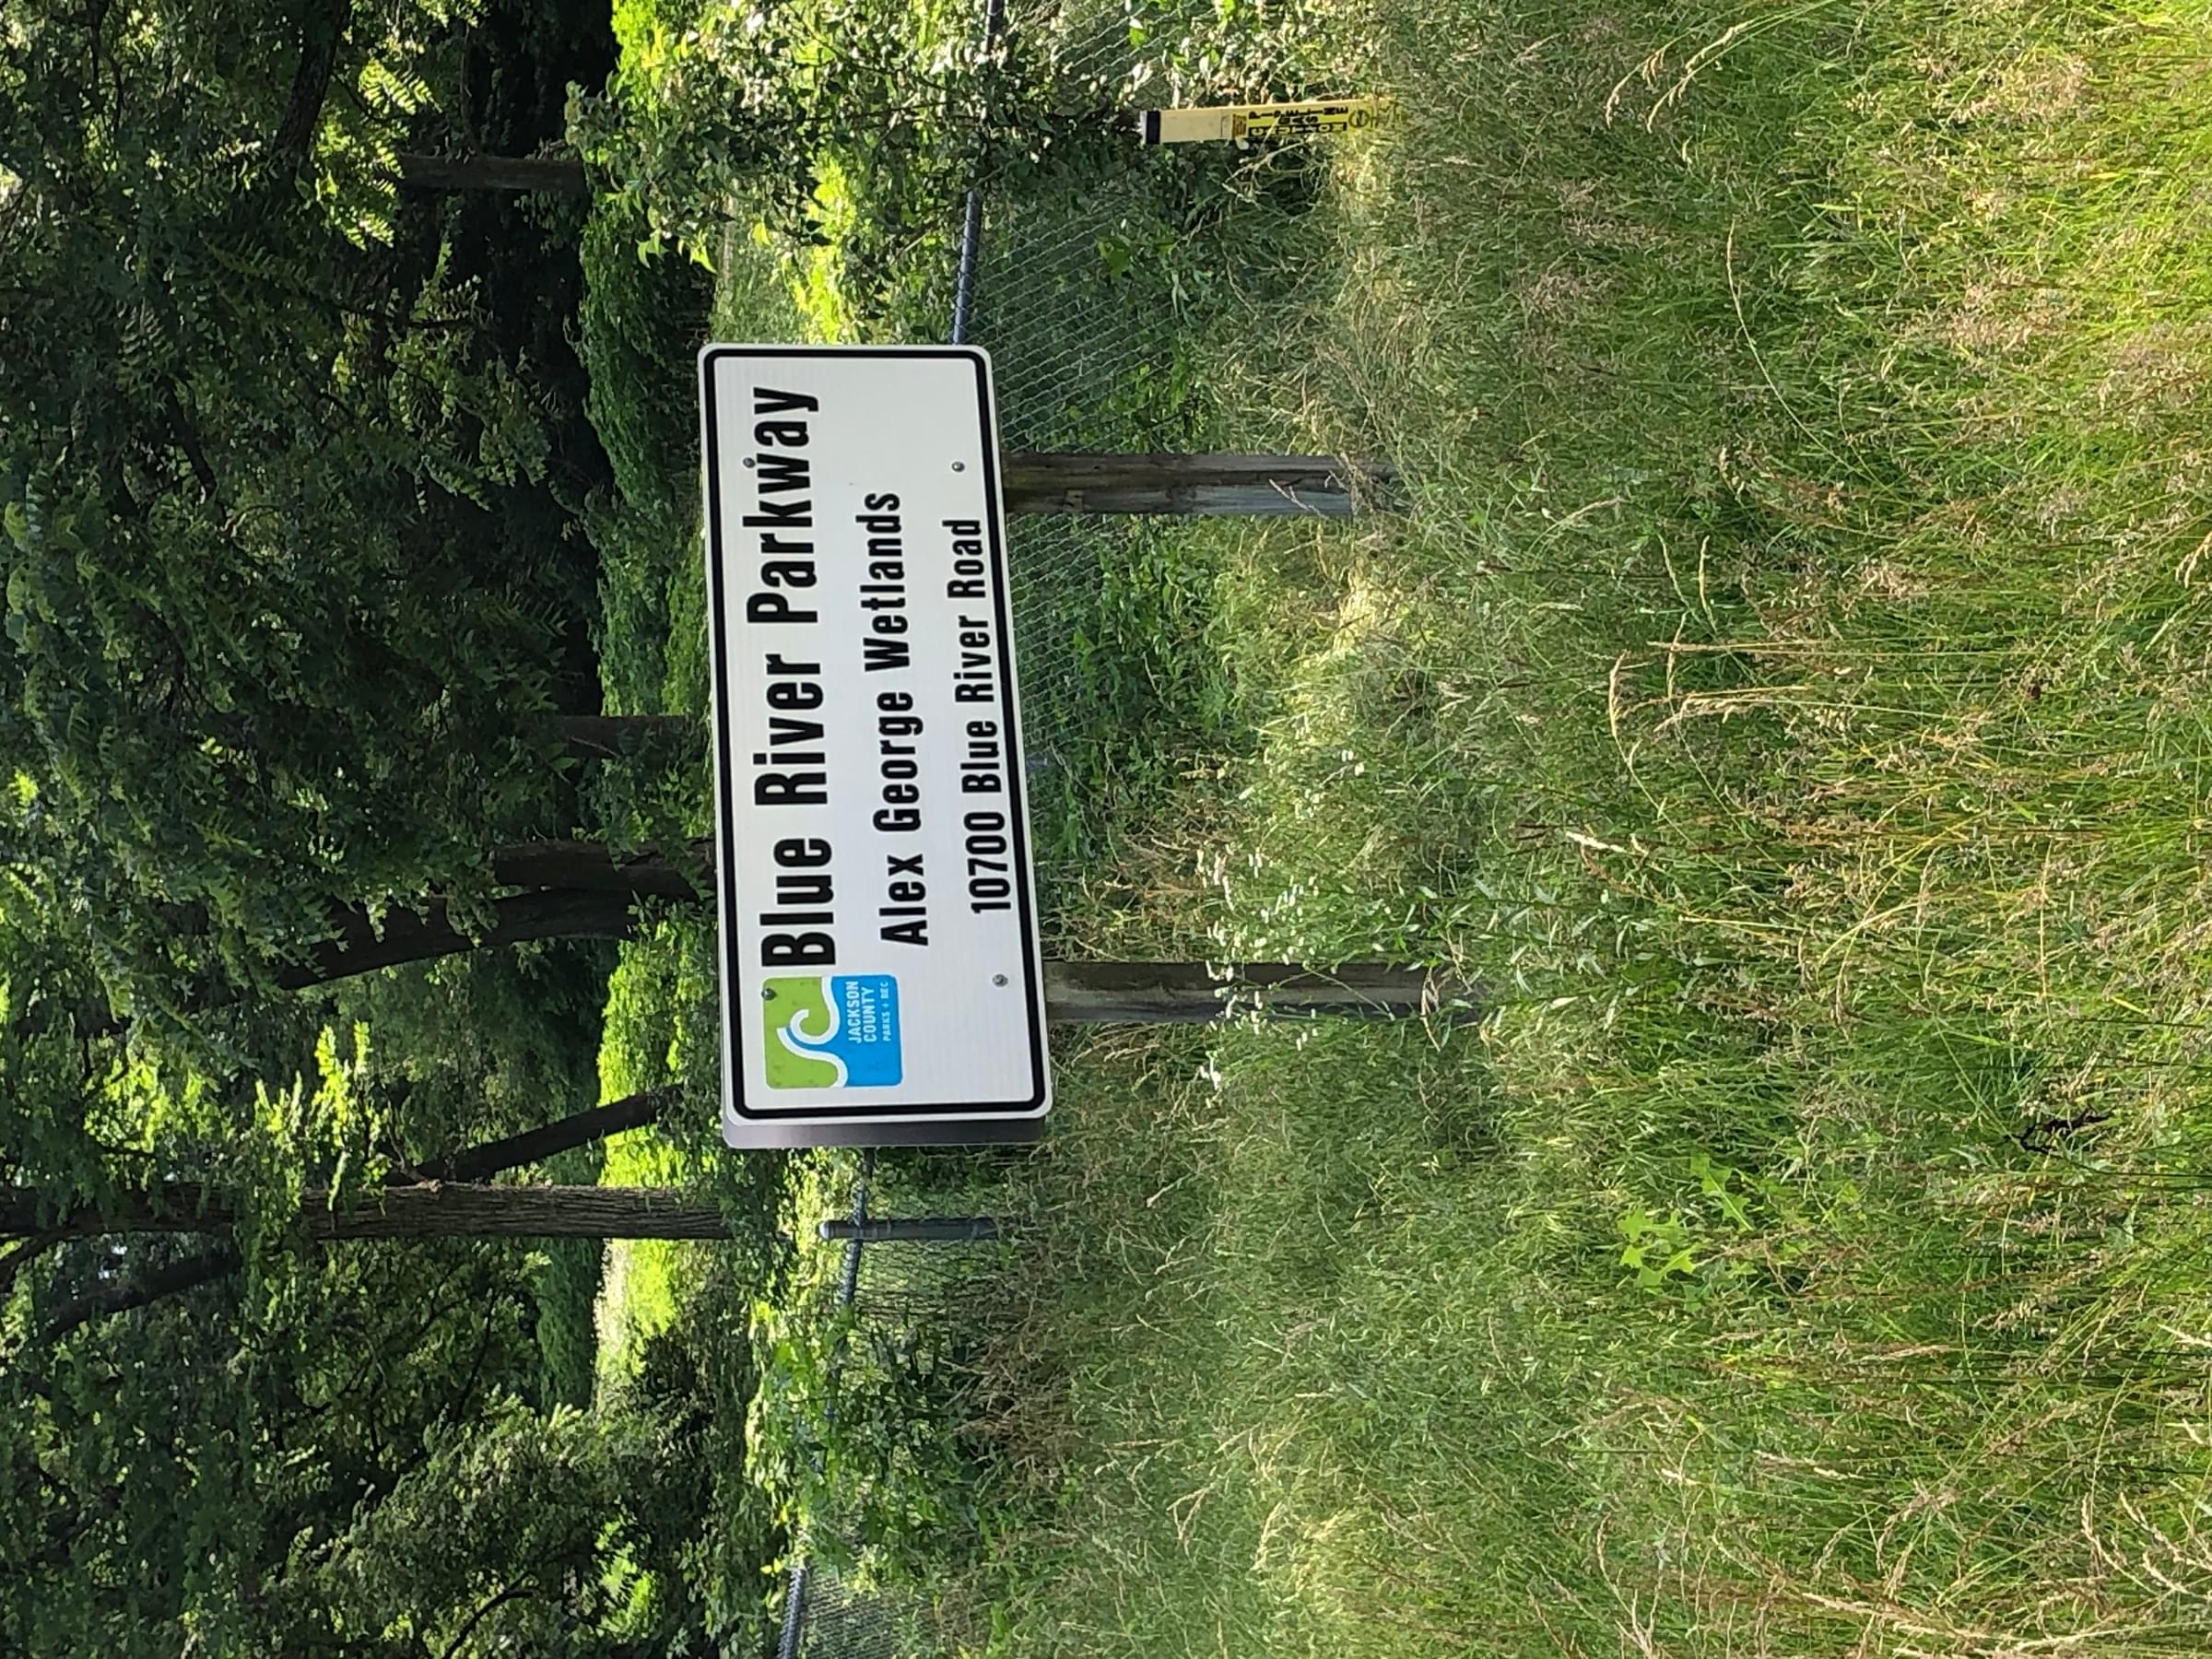 Blue River Parkway
Alex George Wetlands
10700 Blue River Road
JACKSON
COUNTY
PARKS + REC